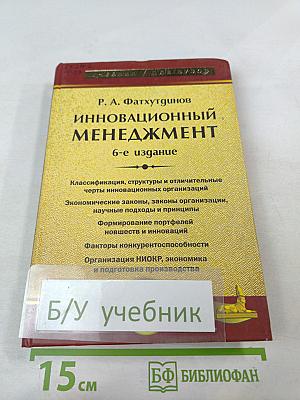 Р. А. Фатхутдинов
ИННОВАЦИОННЫЙ
МЕНЕДЖМЕНТ
6-е издание
Классификация, структуры и отличительные
черты инновационных организаций
Экономические законы, законы организации,
научные подходы и принципы
Формирование портфелей
новшеств и инноваций
Факторы конкурентоспособности
Организация НИОКР, экономика
и подготовка производства
Б/У учебник
15 см
БФ БИБЛИОФАН